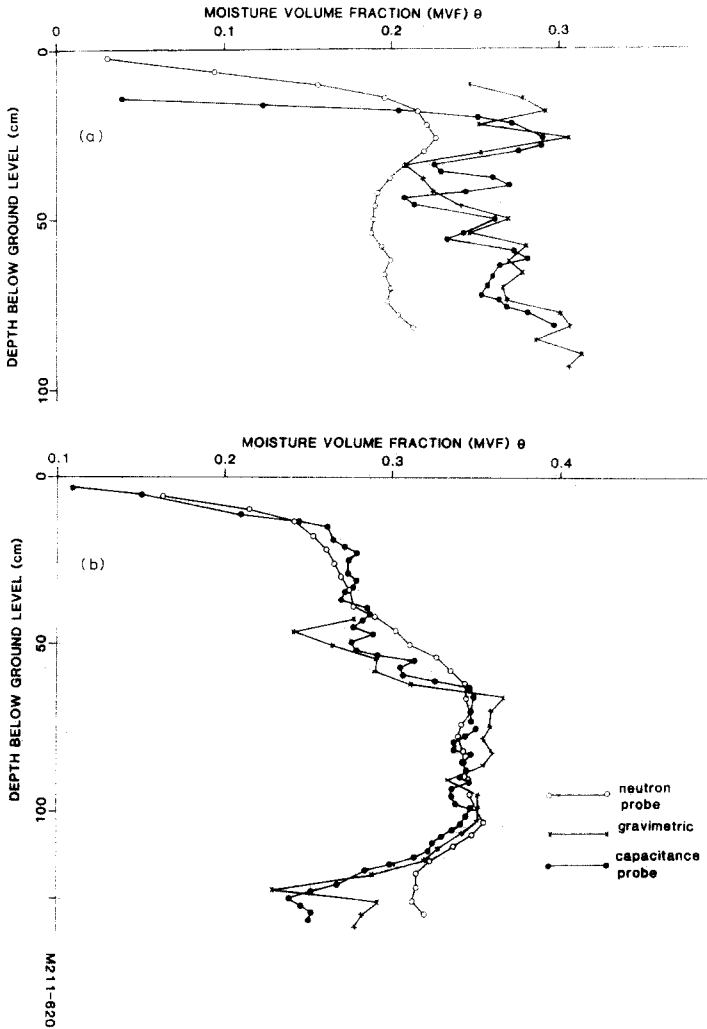 MOISTURE VOLUME FRACTION (MVF) θ
0 0.1 0.2 0.3
0
50
100
DEPTH BELOW GROUND LEVEL (cm)
(a)
MOISTURE VOLUME FRACTION (MVF) θ
0.1 0.2 0.3 0.4
0
50
100
DEPTH BELOW GROUND LEVEL (cm)
(b)
neutron
probe
gravimetric
capacitance
probe
M211-620